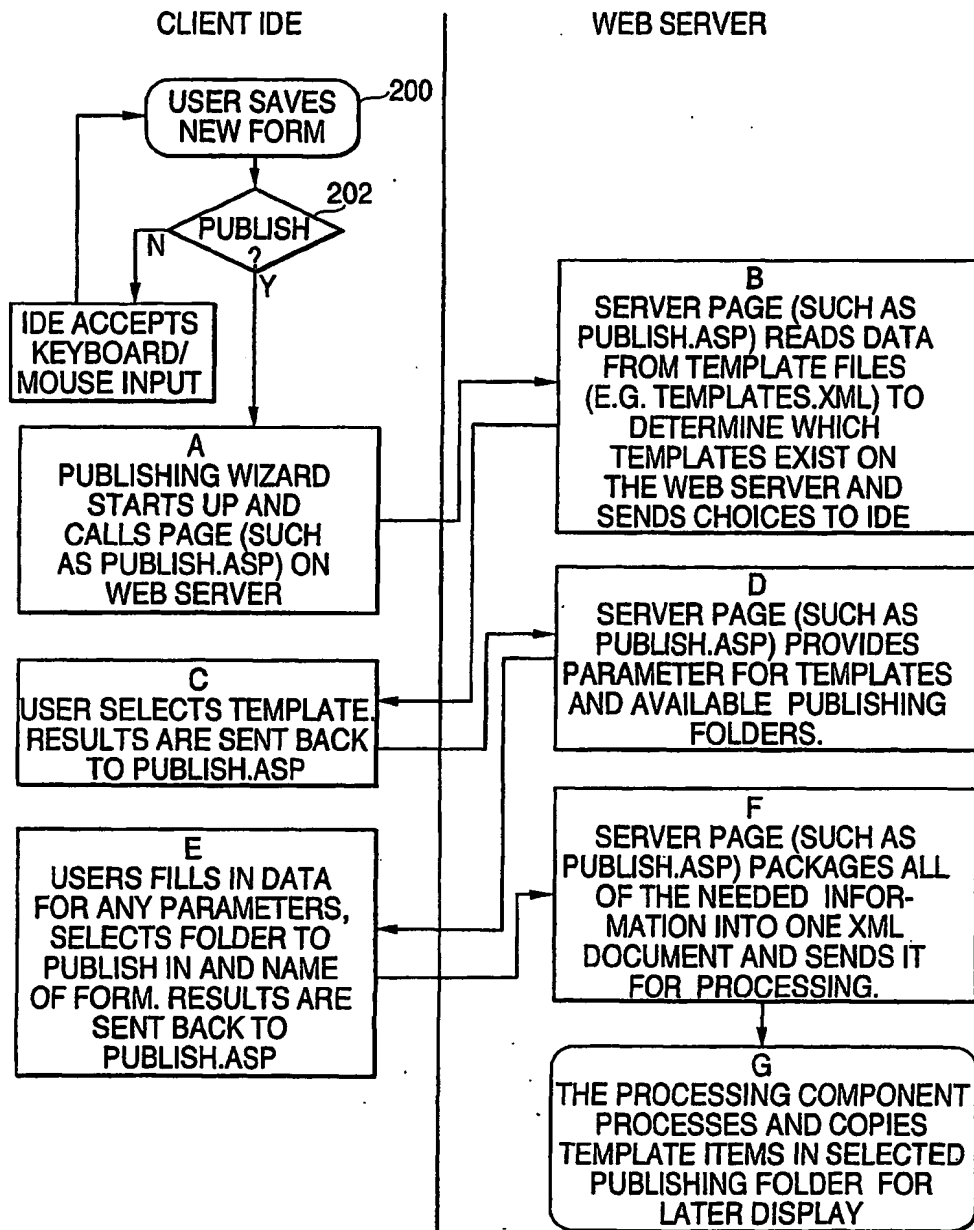 CLIENT IDE
WEB SERVER
USER SAVES
NEW FORM
200
PUBLISH
?
202
N
Y
IDE ACCEPTS
KEYBOARD/
MOUSE INPUT
A
PUBLISHING WIZARD
STARTS UP AND
CALLS PAGE (SUCH
AS PUBLISH.ASP) ON
WEB SERVER
B
SERVER PAGE (SUCH AS
PUBLISH.ASP) READS DATA
FROM TEMPLATE FILES
(E.G. TEMPLATES.XML) TO
DETERMINE WHICH
TEMPLATES EXIST ON
THE WEB SERVER AND
SENDS CHOICES TO IDE
C
USER SELECTS TEMPLATE.
RESULTS ARE SENT BACK
TO PUBLISH.ASP
D
SERVER PAGE (SUCH AS
PUBLISH.ASP) PROVIDES
PARAMETER FOR TEMPLATES
AND AVAILABLE PUBLISHING
FOLDERS.
E
USERS FILLS IN DATA
FOR ANY PARAMETERS,
SELECTS FOLDER TO
PUBLISH IN AND NAME
OF FORM. RESULTS ARE
SENT BACK TO
PUBLISH.ASP
F
SERVER PAGE (SUCH AS
PUBLISH.ASP) PACKAGES ALL
OF THE NEEDED INFOR-
MATION INTO ONE XML
DOCUMENT AND SENDS IT
FOR PROCESSING.
G
THE PROCESSING COMPONENT
PROCESSES AND COPIES
TEMPLATE ITEMS IN SELECTED
PUBLISHING FOLDER FOR
LATER DISPLAY